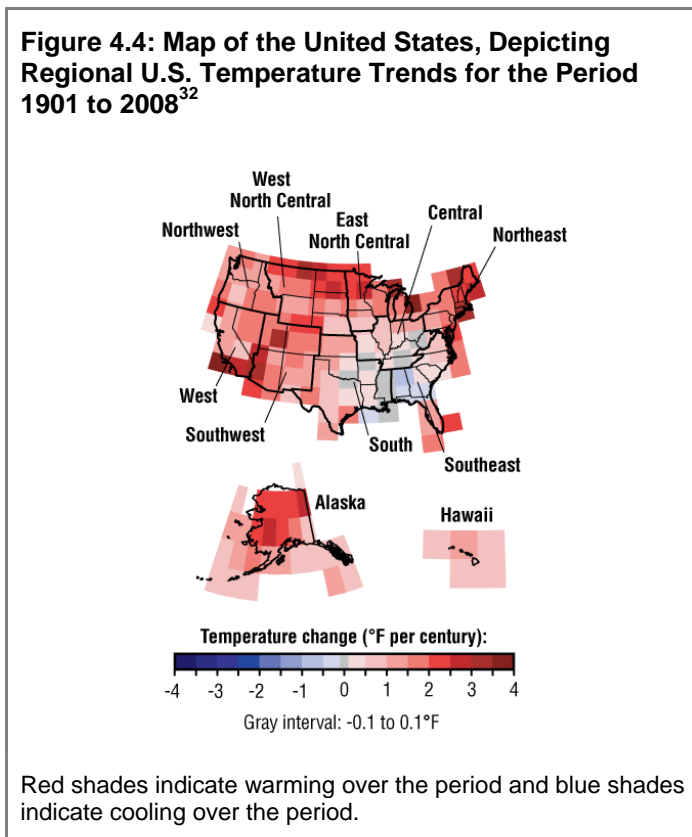 Figure 4.4: Map of the United States, Depicting
Regional U.S. Temperature Trends for the Period
1901 to 2008³²
West
North Central
Northwest
East
North Central
Central
Northeast
West
Southwest
South
Southeast
Alaska
Hawaii
Temperature change (°F per century):
-4 -3 -2 -1 0 1 2 3 4
Gray interval: -0.1 to 0.1°F
Red shades indicate warming over the period and blue shades
indicate cooling over the period.